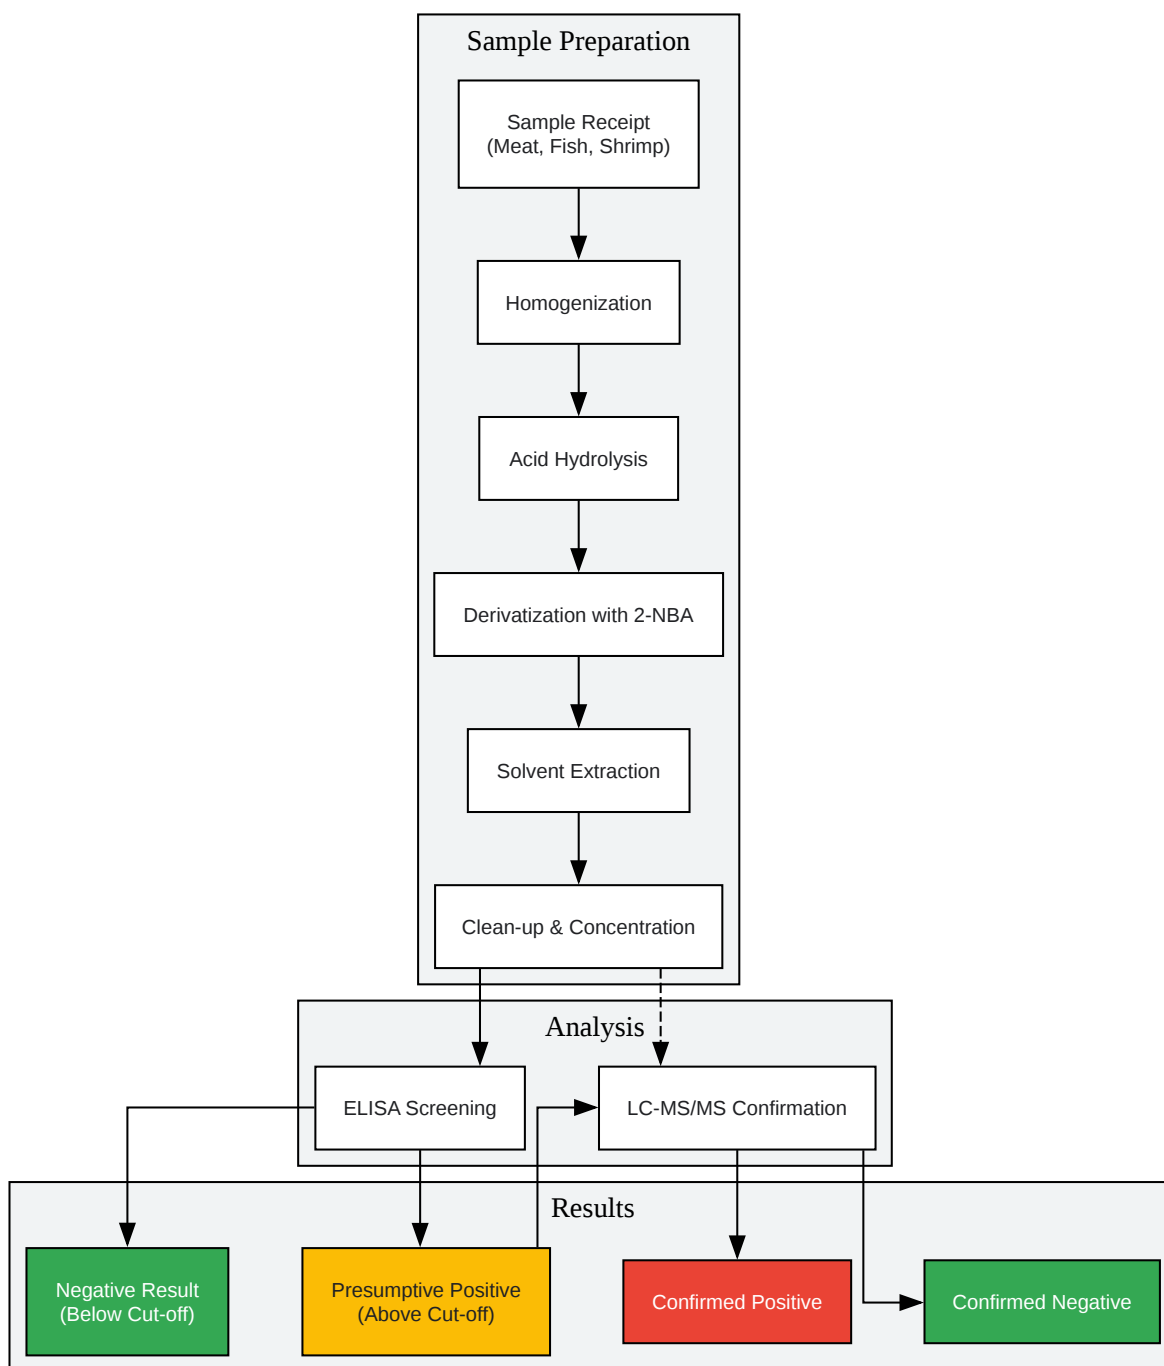 Sample Preparation
Sample Receipt
(Meat, Fish, Shrimp)
Homogenization
Acid Hydrolysis
Derivatization with 2-NBA
Solvent Extraction
Clean-up & Concentration
Analysis
ELISA Screening
LC-MS/MS Confirmation
Results
Negative Result
(Below Cut-off)
Presumptive Positive
(Above Cut-off)
Confirmed Positive
Confirmed Negative